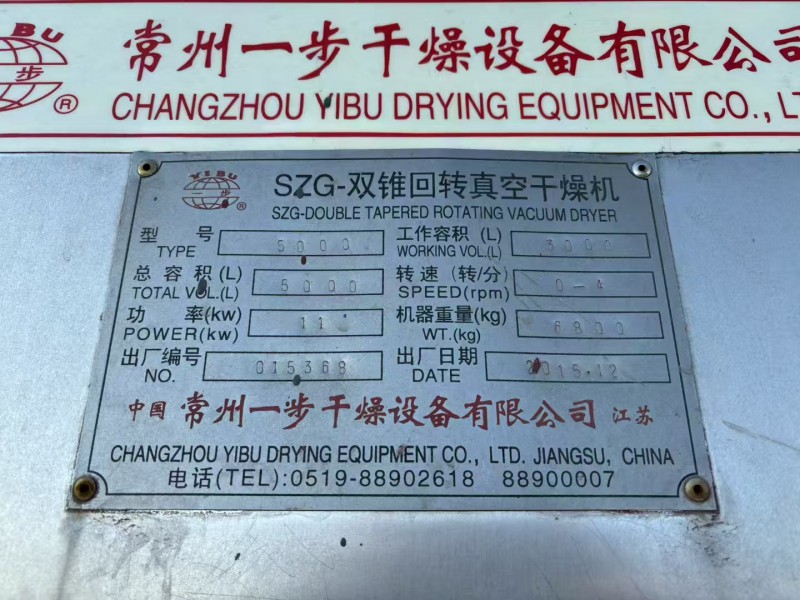 YIBU 步 ® 常州一步干燥设备有限公司
CHANGZHOU YIBU DRYING EQUIPMENT CO., LT
YIBU 一步 ® SZG-双锥回转真空干燥机
SZG-DOUBLE TAPERED ROTATING VACUUM DRYER
型 号 5000 工作容积 (L) 3000
TYPE WORKING VOL.(L)
总 容 积 (L) 5000 转 速 (转/分) 0-4
TOTAL VOL.(L) SPEED(rpm)
功 率(kw) 11 机器重量(kg) 6800
POWER(kw) WT.(kg)
出厂编号 015368 出厂日期 2015.12
NO. DATE
中国 常州一步干燥设备有限公司 江苏
CHANGZHOU YIBU DRYING EQUIPMENT CO., LTD. JIANGSU, CHINA
电话(TEL):0519-88902618 88900007